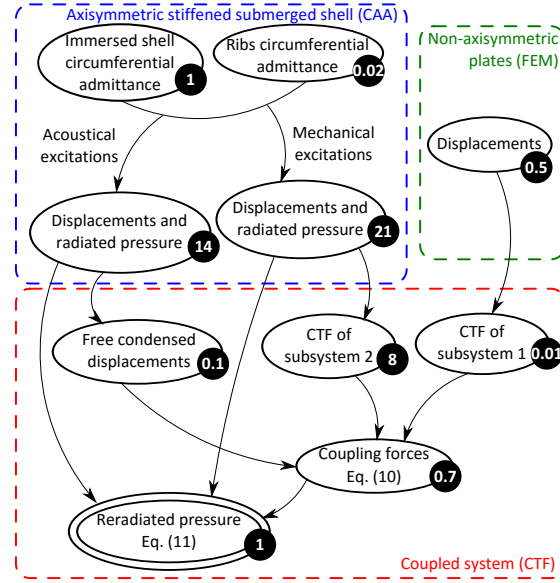 Axisymmetric stiffened submerged shell (CAA)
Immersed shell
circumferential
admittance
1
Ribs circumferential
admittance
0.02
Non-axisymmetric
plates (FEM)
Acoustical
excitations
Mechanical
excitations
Displacements
0.5
Displacements and
radiated pressure
14
Displacements and
radiated pressure
21
Free condensed
displacements
0.1
CTF of
subsystem 2
8
CTF of
subsystem 1
0.01
Coupling forces
Eq. (10)
0.7
Reradiated pressure
Eq. (11)
1
Coupled system (CTF)